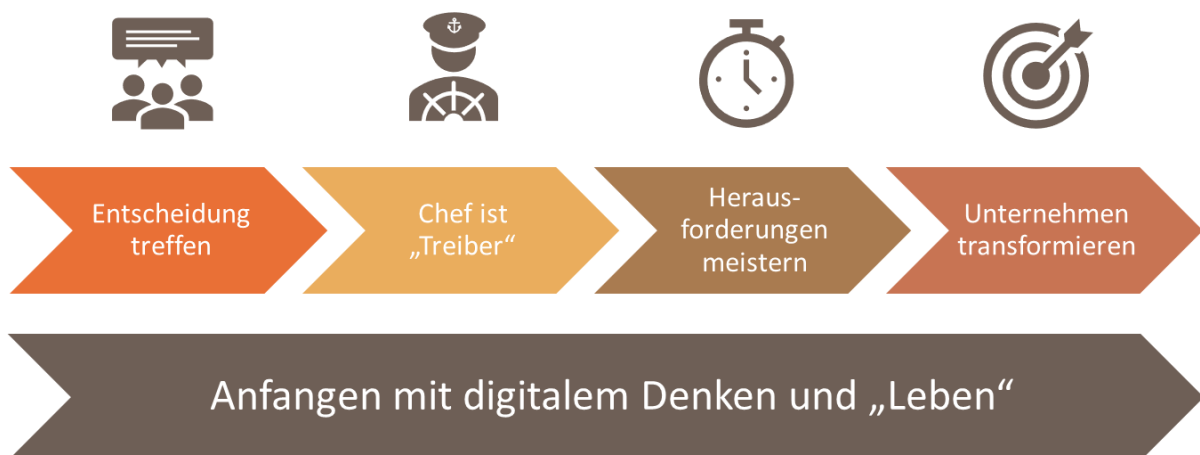 Entscheidung
treffen
Chef ist
„Treiber“
Heraus-
forderungen
meistern
Unternehmen
transformieren
Anfangen mit digitalem Denken und „Leben“